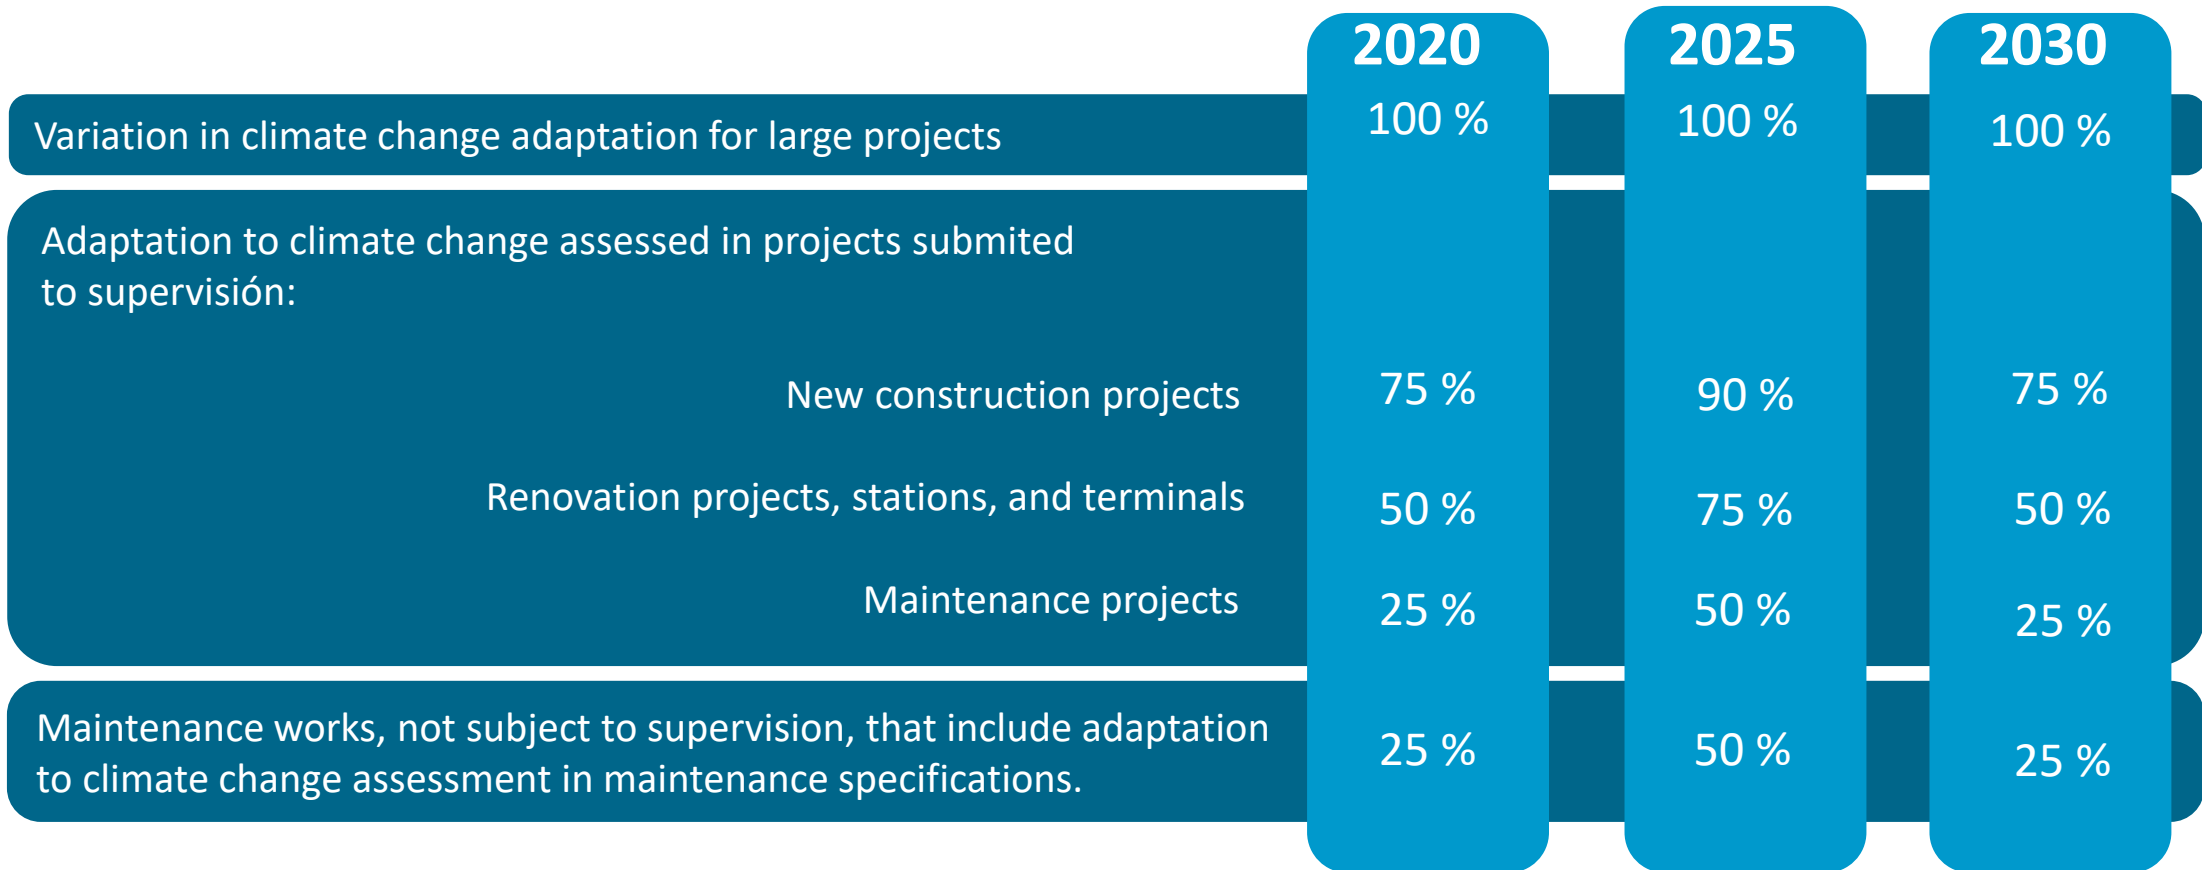 2020 2025 2030
Variation in climate change adaptation for large projects 100 % 100 % 100 %
Adaptation to climate change assessed in projects submited
to supervisión:
New construction projects 75 % 90 % 75 %
Renovation projects, stations, and terminals 50 % 75 % 50 %
Maintenance projects 25 % 50 % 25 %
Maintenance works, not subject to supervision, that include adaptation
to climate change assessment in maintenance specifications. 25 % 50 % 25 %